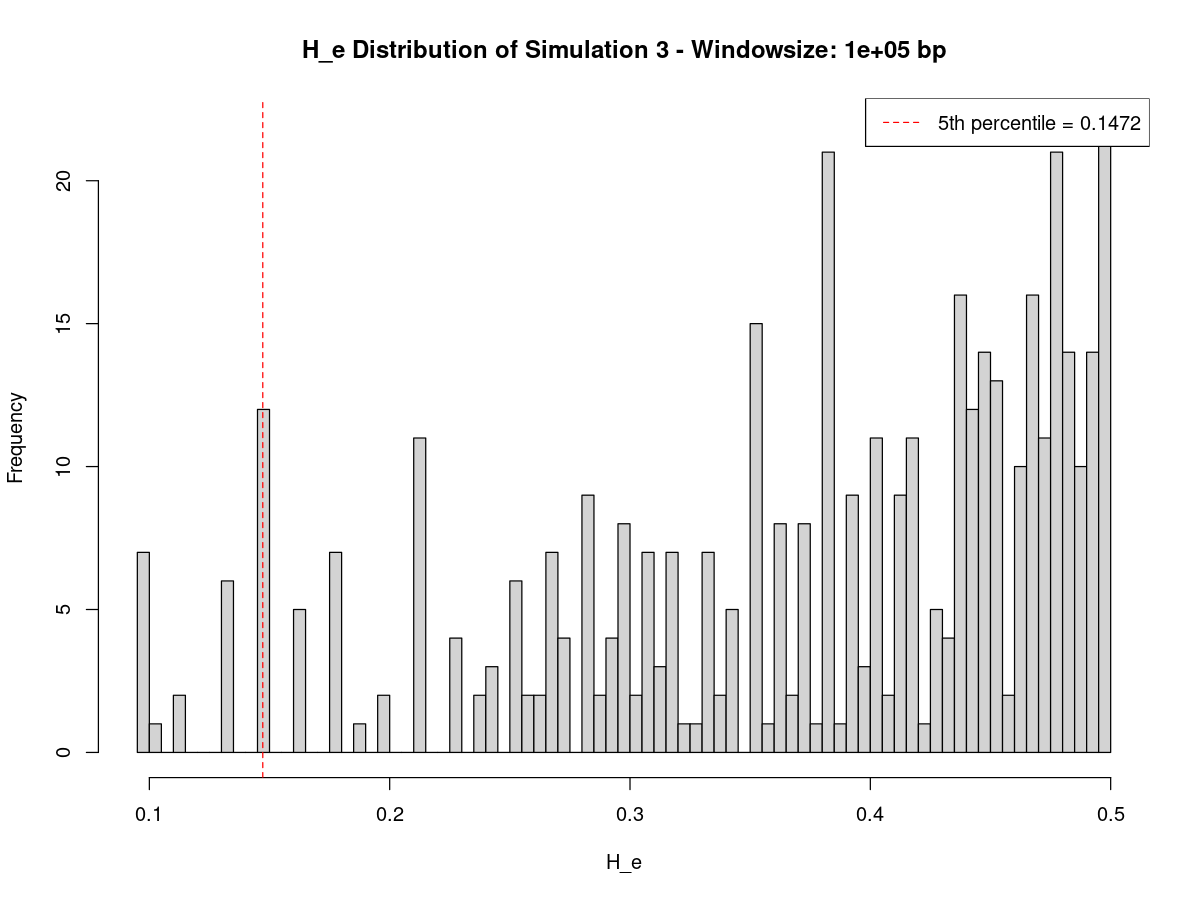 H_e Distribution of Simulation 3 - Windowsize: 1e+05 bp
5th percentile = 0.1472
20
15
10
5
0
Frequency
0.1 0.2 0.3 0.4 0.5
H_e